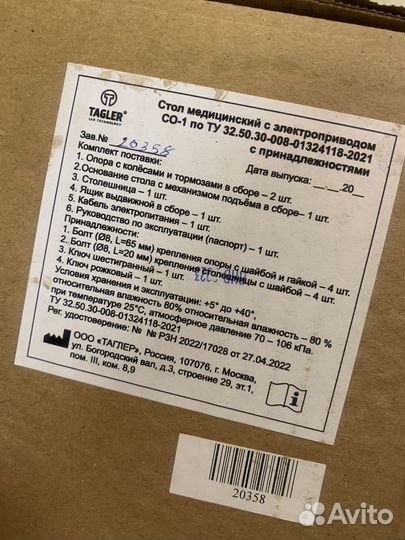 TAGLER
LAB TECHNOLOGY
Стол медицинский с электроприводом
СО-1 по ТУ 32.50.30-008-01324118-2021
с принадлежностями
Зав.№ 20358
Дата выпуска: __.__.20__
Комплект поставки:
1. Опора с колёсами и тормозами в сборе – 2 шт.
2.Основание стола с механизмом подъёма в сборе– 1 шт.
3. Столешница – 1 шт.
4. Ящик выдвижной в сборе – 1 шт.
5. Кабель электропитания – 1 шт.
6. Руководство по эксплуатации (паспорт) – 1 шт.
Принадлежности:
1. Болт (Ø8, L=65 мм) крепления опоры с шайбой и гайкой – 4 шт.
2. Болт (Ø8, L=20 мм) крепления столешницы с шайбой – 4 шт.
3. Ключ шестигранный – 1 шт.
4. Ключ рожковый – 1 шт.
Условия хранения и эксплуатации: +5° до +40°.
относительная влажность 80% относительная влажность – 80 %
при температуре 25°С, атмосферное давление 70 – 106 кПа.
ТУ 32.50.30-008-01324118-2021
Рег. удостоверение: № № РЗН 2022/17028 от 27.04.2022
ООО «ТАГЛЕР», Россия, 107076, г. Москва,
ул. Богородский вал, д.3, строение 29, эт.1,
пом. III, ком. 8,9
20358
Avito